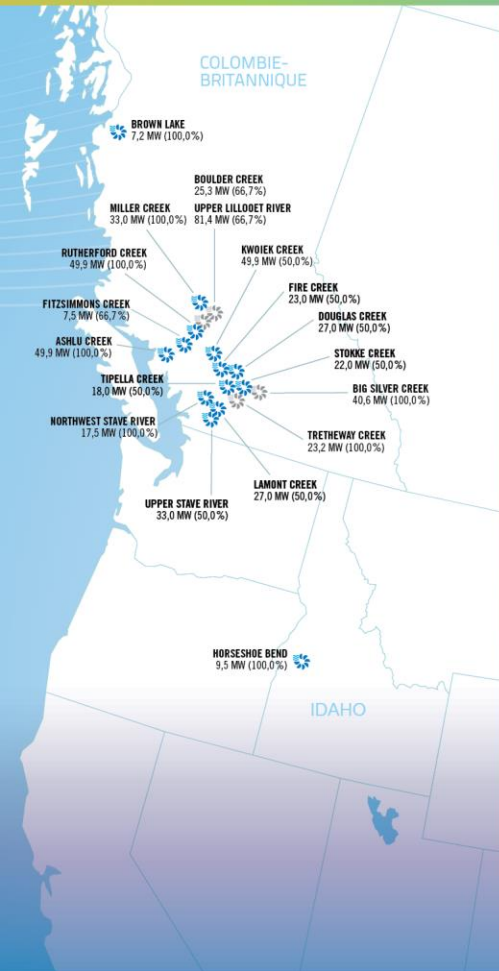 COLOMBIE-
BRITANNIQUE
BROWN LAKE
7,2 MW (100,0%)
BOULDER CREEK
25,3 MW (66,7%)
MILLER CREEK
33,0 MW (100,0%)
UPPER LILLOOET RIVER
81,4 MW (66,7%)
RUTHERFORD CREEK
49,9 MW (100,0%)
KWOIEK CREEK
49,9 MW (50,0%)
FIRE CREEK
23,0 MW (50,0%)
FITZSIMMONS CREEK
7,5 MW (66,7%)
DOUGLAS CREEK
27,0 MW (50,0%)
ASHLU CREEK
49,9 MW (100,0%)
STOKKE CREEK
22,0 MW (50,0%)
TIPELLA CREEK
18,0 MW (50,0%)
BIG SILVER CREEK
40,6 MW (100,0%)
NORTHWEST STAVE RIVER
17,5 MW (100,0%)
TRETHEWAY CREEK
23,2 MW (100,0%)
LAMONT CREEK
27,0 MW (50,0%)
UPPER STAVE RIVER
33,0 MW (50,0%)
HORSESHOE BEND
9,5 MW (100,0%)
IDAHO